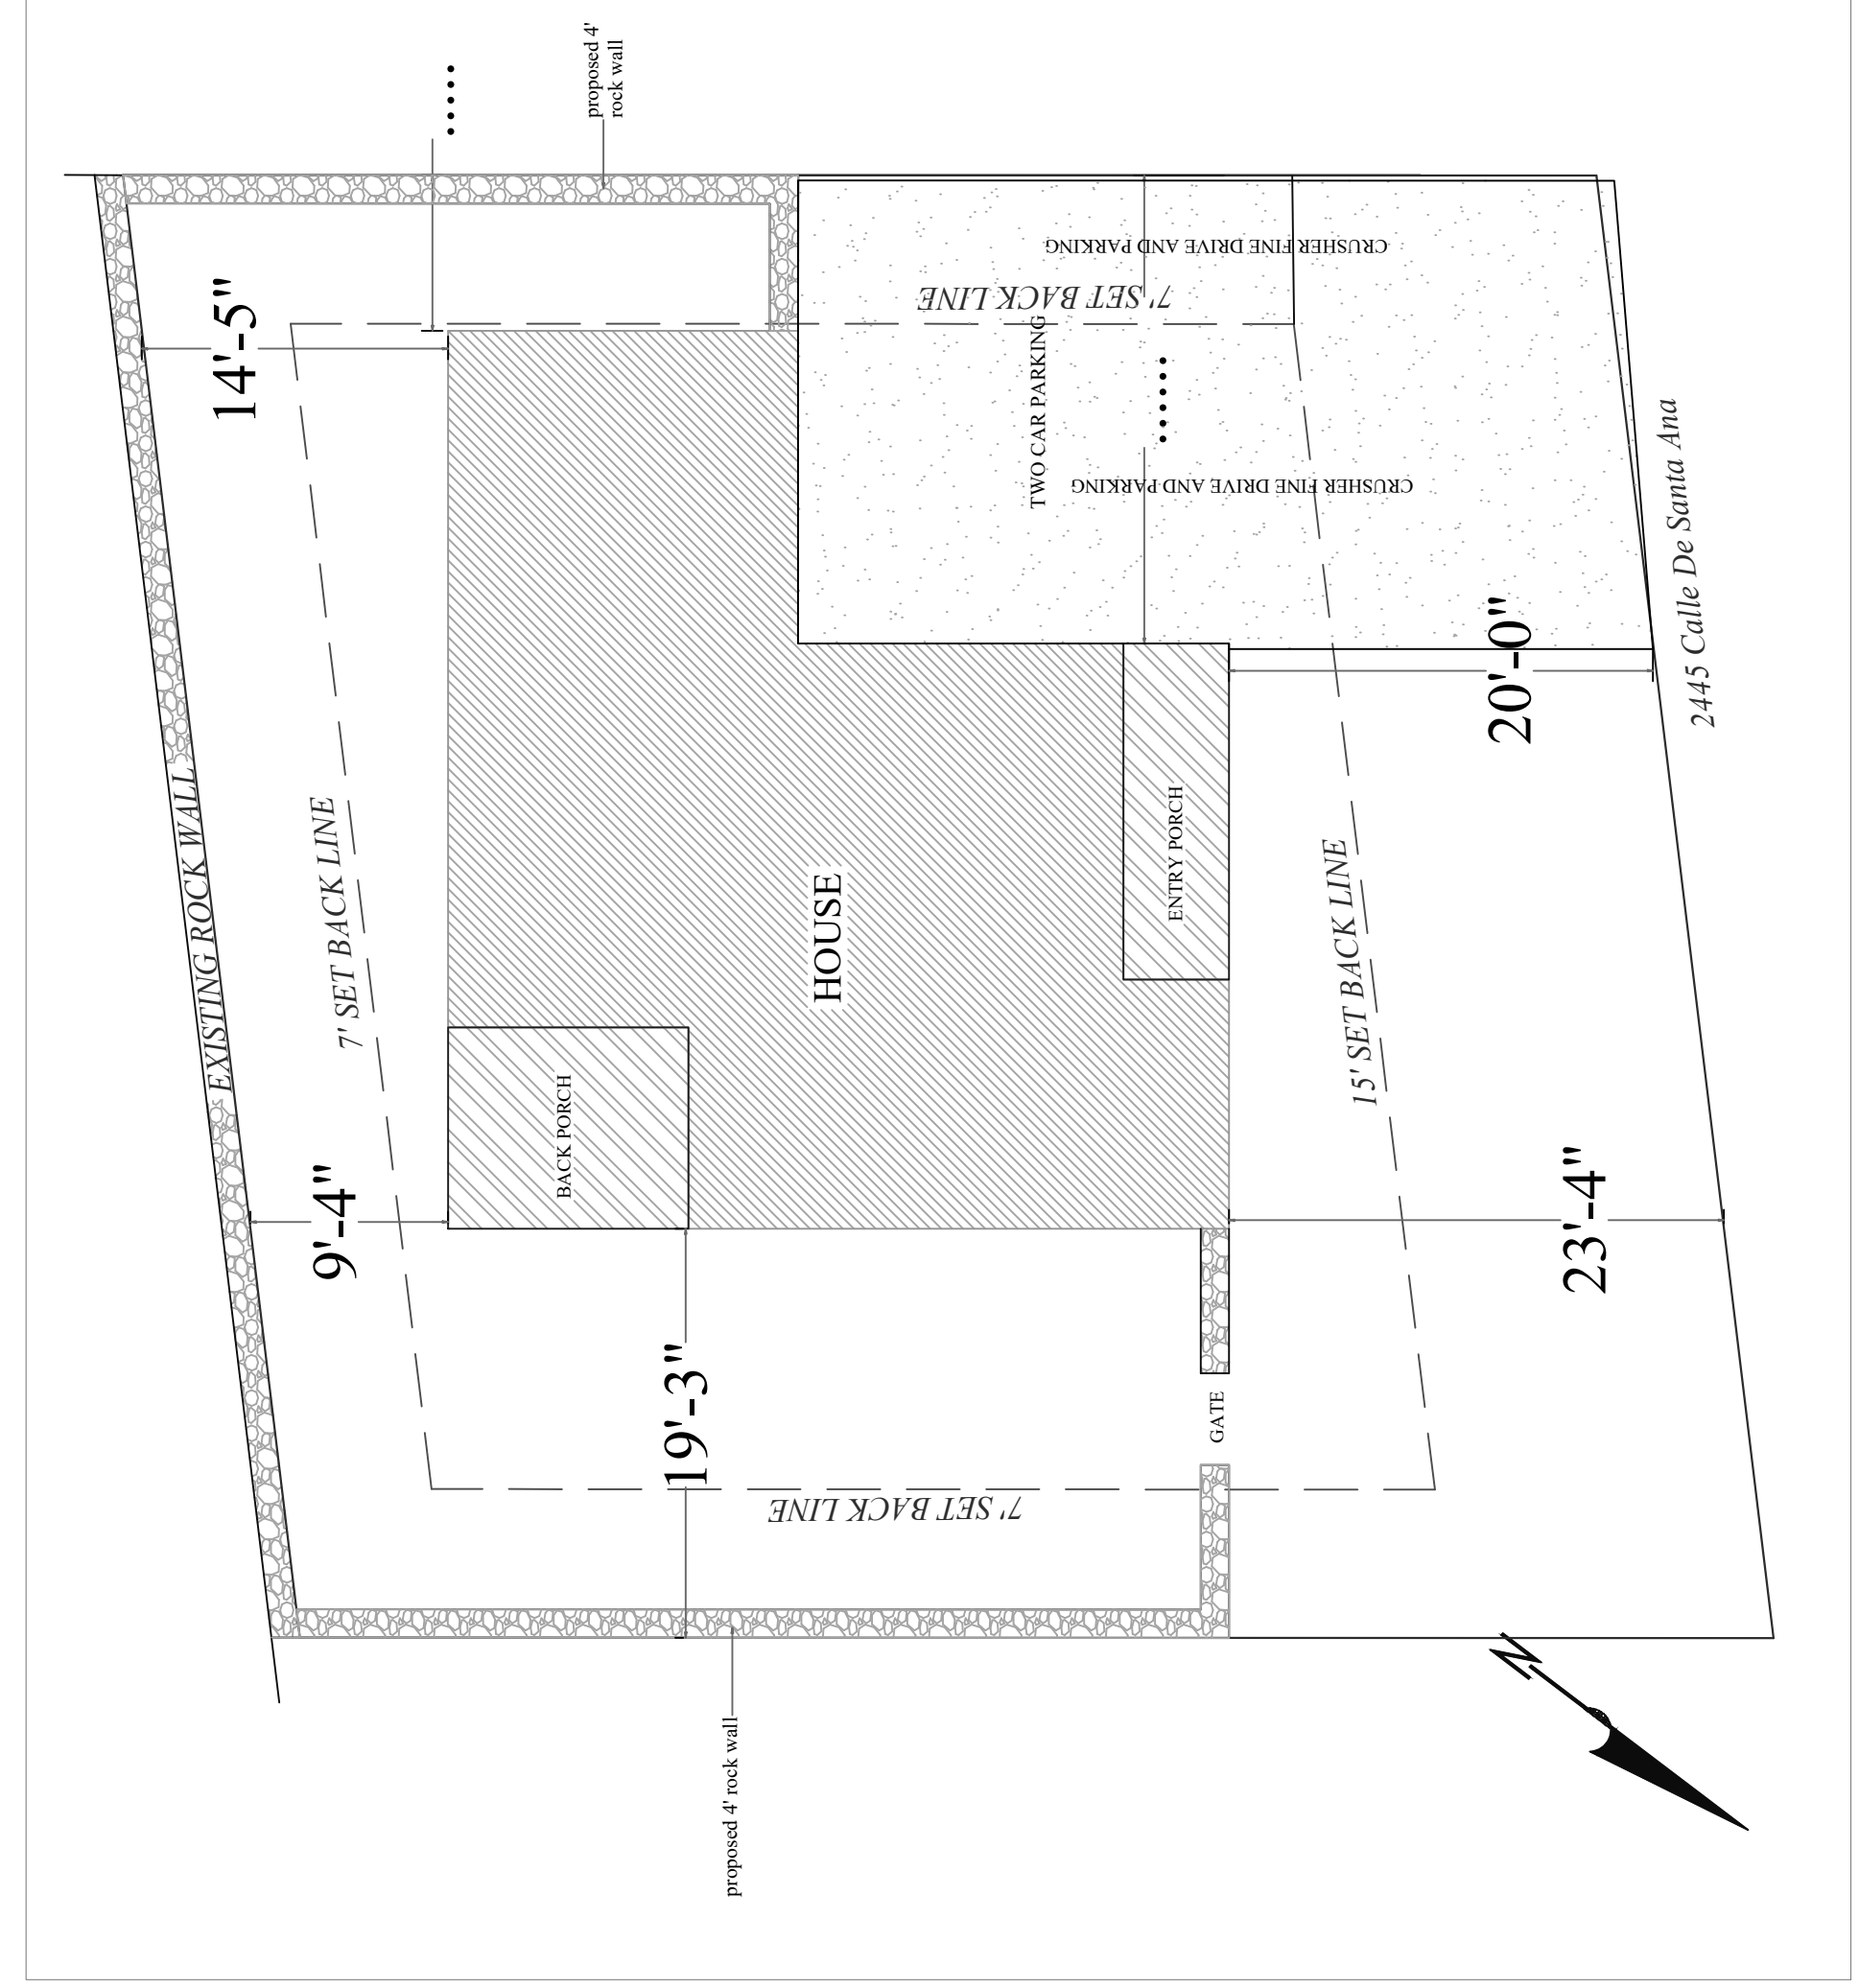 proposed 4'
rock wall
.....
14'-5"
CRUSHER FINE DRIVE AND PARKING
7' SET BACK LINE
TWO CAR PARKING
......
CRUSHER FINE DRIVE AND PARKING
2445 Calle De Santa Ana
20'-0"
EXISTING ROCK WALL
7' SET BACK LINE
HOUSE
ENTRY PORCH
15' SET BACK LINE
BACK PORCH
9'-4"
23'-4"
19'-3"
GATE
7' SET BACK LINE
N
proposed 4' rock wall